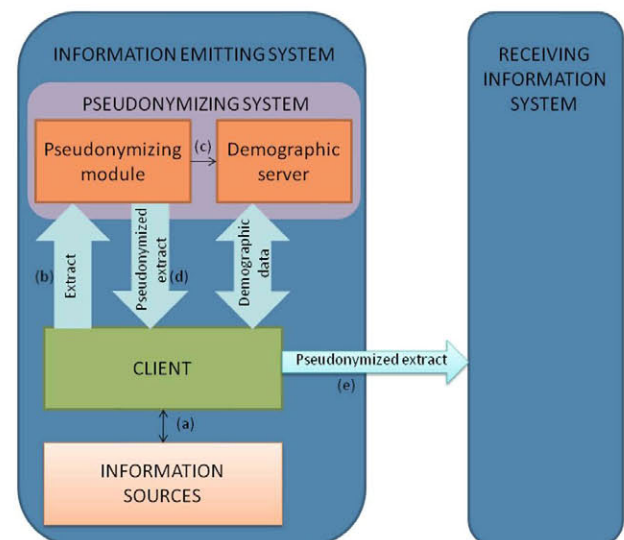 INFORMATION EMITTING SYSTEM
PSEUDONYMIZING SYSTEM
Pseudonymizing
module
(c)
Demographic
server
(b)
Extract
Pseudonymized
extract
(d)
Demographic
data
CLIENT
Pseudonymized extract
(e)
(a)
INFORMATION
SOURCES
RECEIVING
INFORMATION
SYSTEM